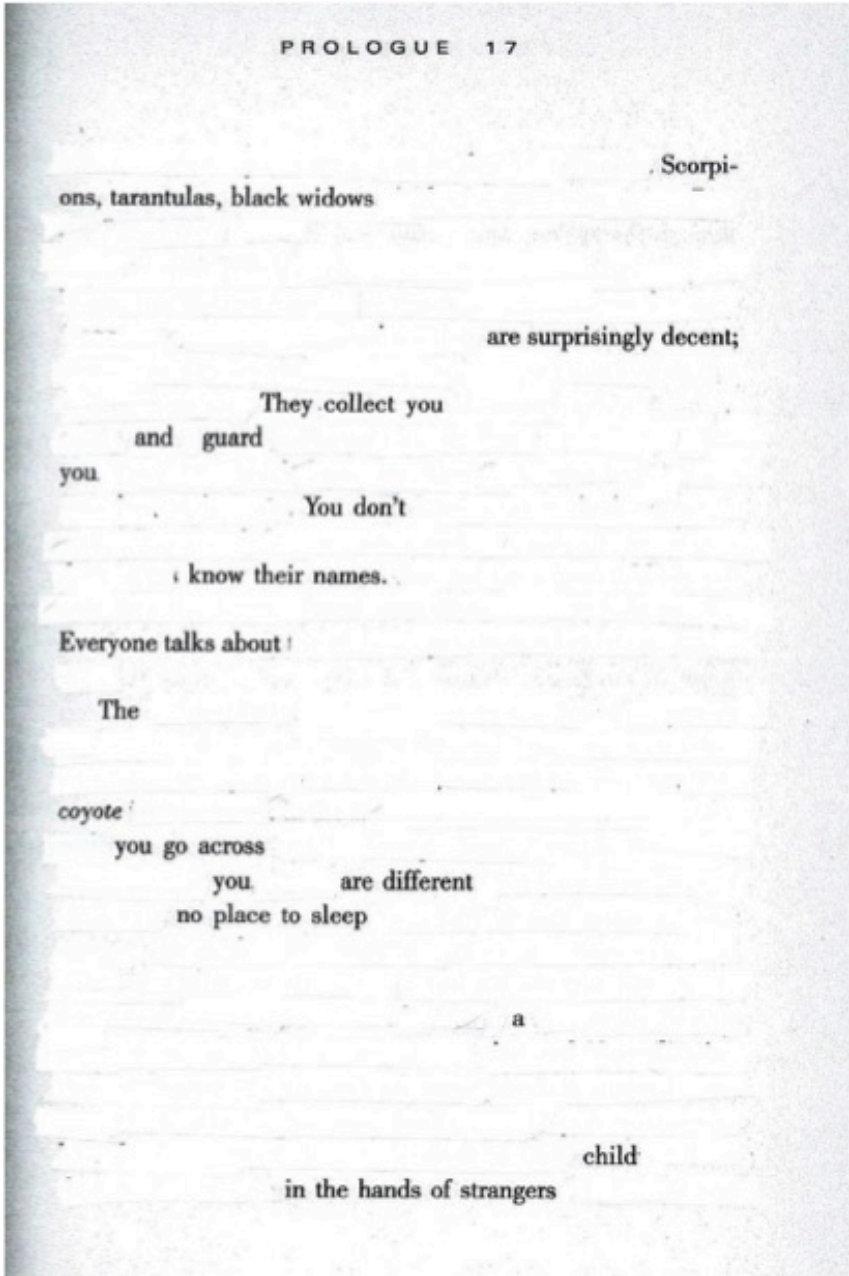 PROLOGUE 17
Scorpi-
ons, tarantulas, black widows
are surprisingly decent;
They collect you
and guard
you
You don't
know their names.
Everyone talks about
The
coyote
you go across
you are different
no place to sleep
a
child
in the hands of strangers